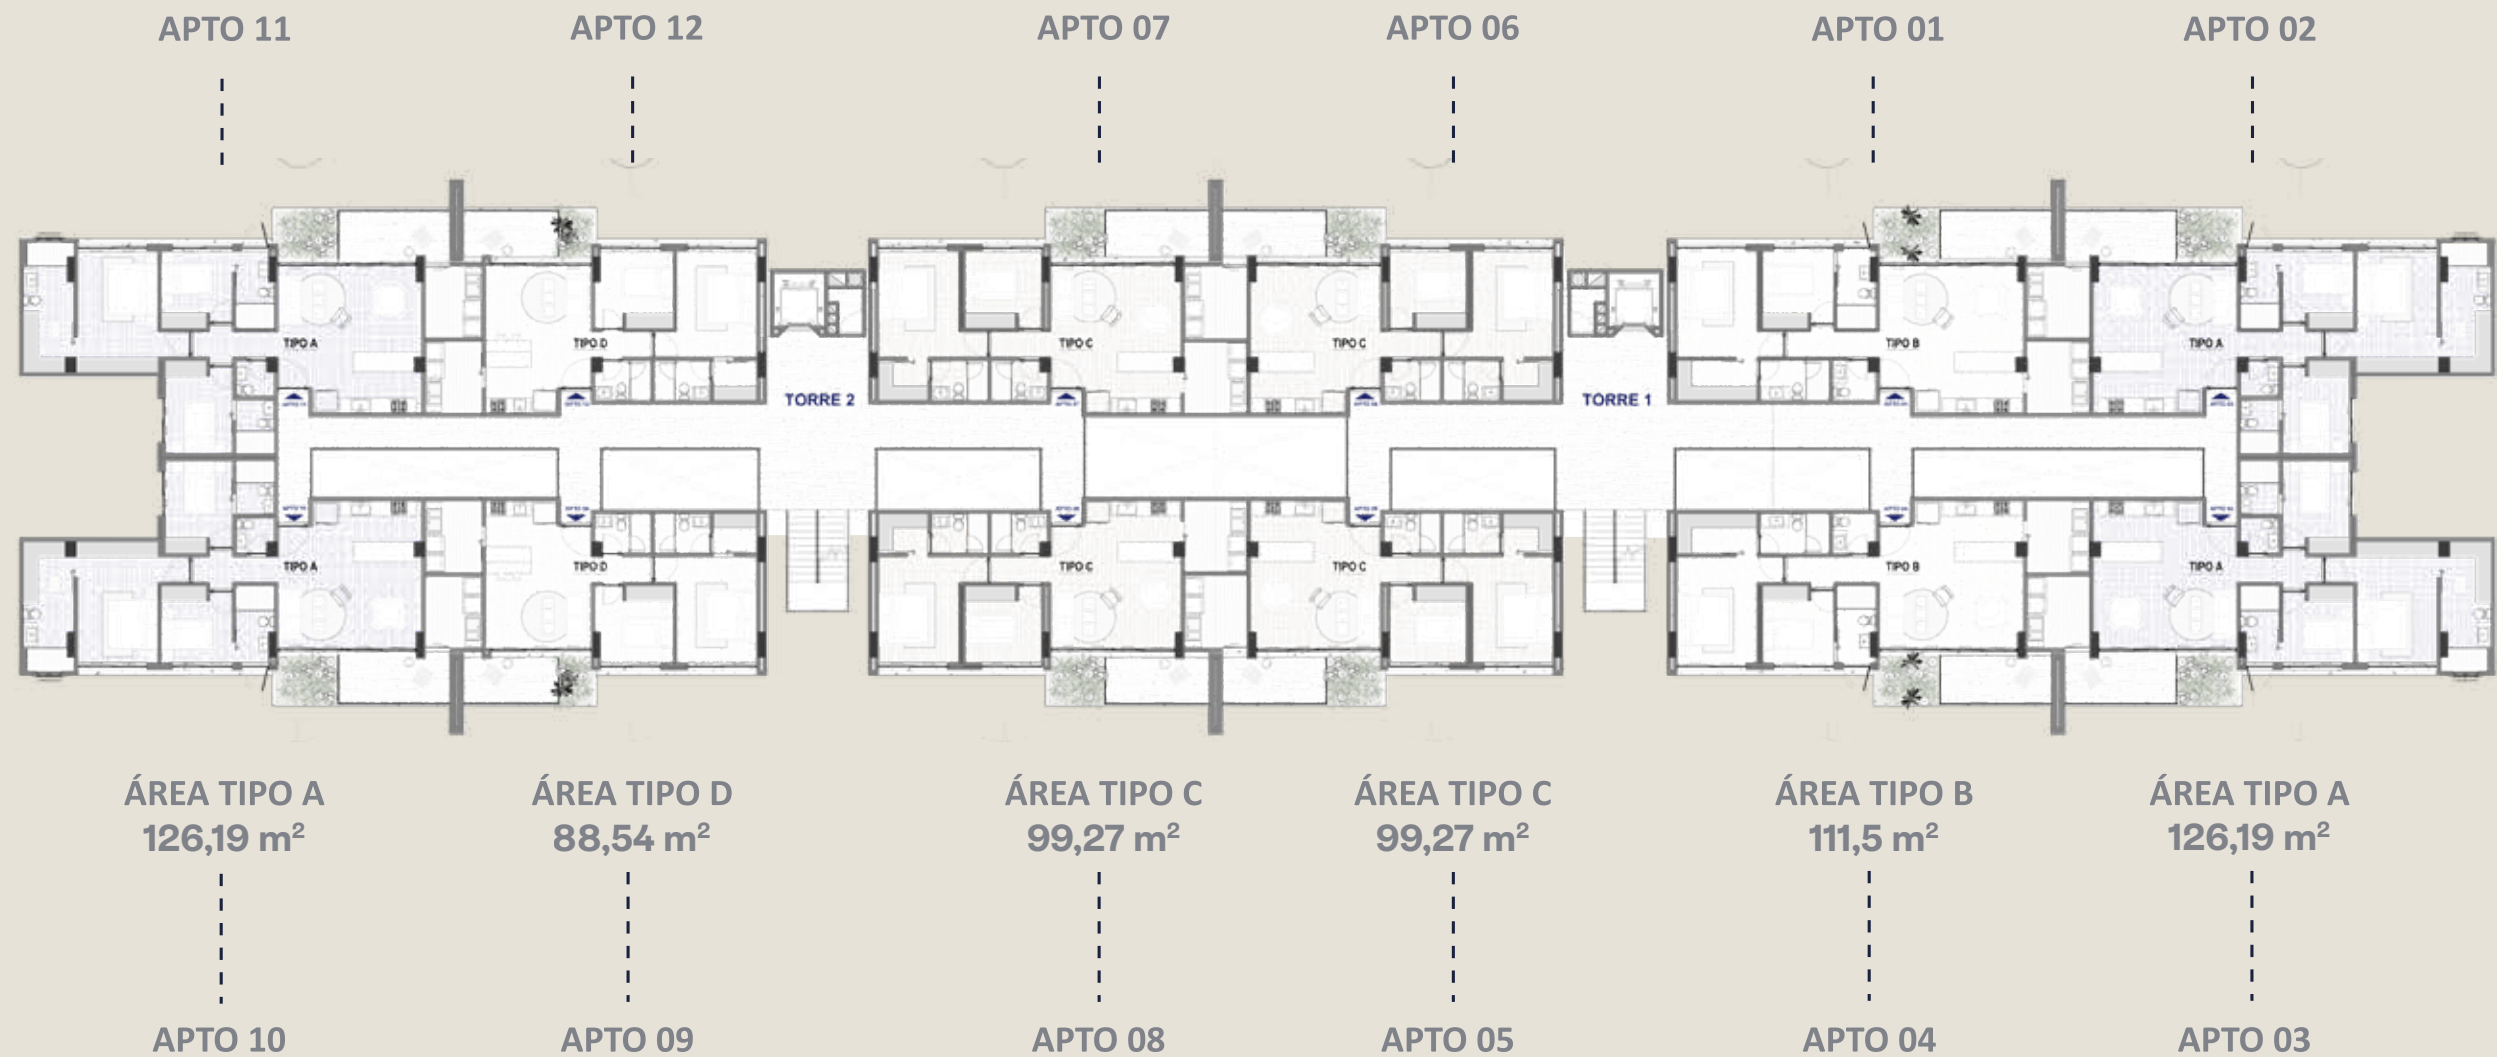 APTO 11
APTO 12
APTO 07
APTO 06
APTO 01
APTO 02
TIPO A
TIPO D
TIPO C
TIPO C
TIPO B
TIPO A
TORRE 2
TORRE 1
TIPO A
TIPO D
TIPO C
TIPO C
TIPO B
TIPO A
ÁREA TIPO A
126,19 m²
ÁREA TIPO D
88,54 m²
ÁREA TIPO C
99,27 m²
ÁREA TIPO C
99,27 m²
ÁREA TIPO B
111,5 m²
ÁREA TIPO A
126,19 m²
APTO 10
APTO 09
APTO 08
APTO 05
APTO 04
APTO 03